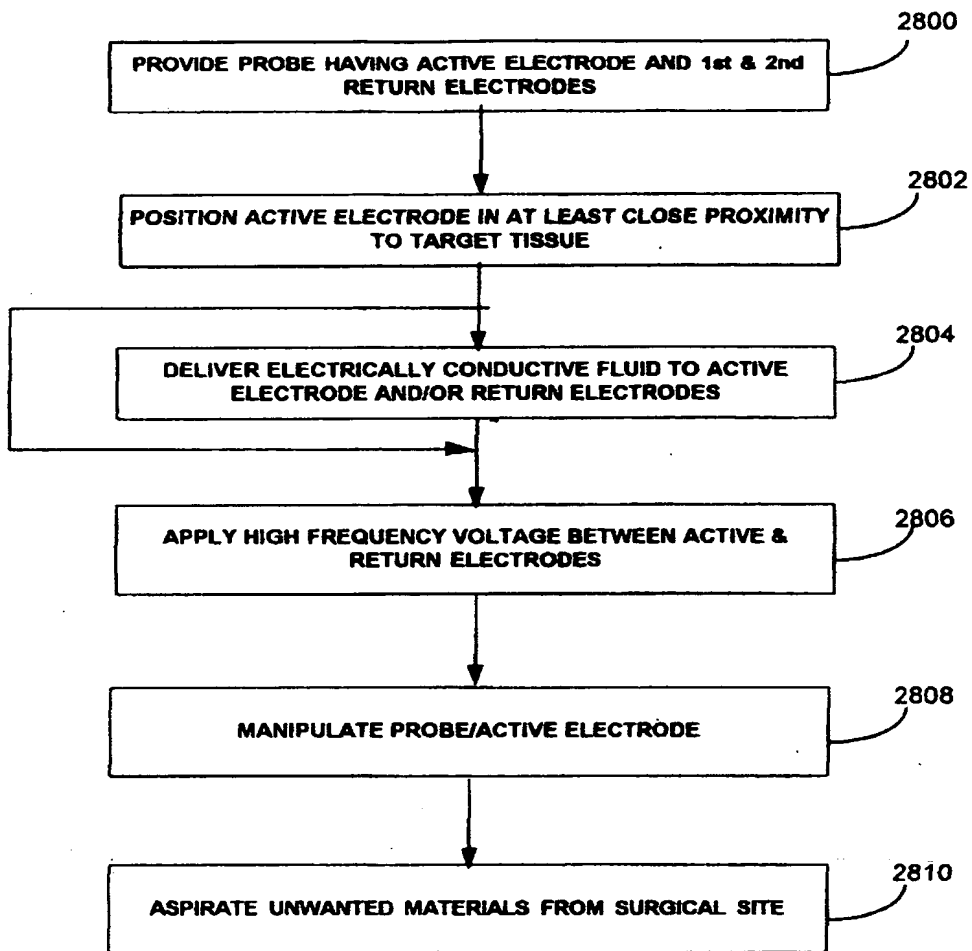 2800
PROVIDE PROBE HAVING ACTIVE ELECTRODE AND 1st & 2nd
RETURN ELECTRODES
2802
POSITION ACTIVE ELECTRODE IN AT LEAST CLOSE PROXIMITY
TO TARGET TISSUE
2804
DELIVER ELECTRICALLY CONDUCTIVE FLUID TO ACTIVE
ELECTRODE AND/OR RETURN ELECTRODES
2806
APPLY HIGH FREQUENCY VOLTAGE BETWEEN ACTIVE &
RETURN ELECTRODES
2808
MANIPULATE PROBE/ACTIVE ELECTRODE
2810
ASPIRATE UNWANTED MATERIALS FROM SURGICAL SITE